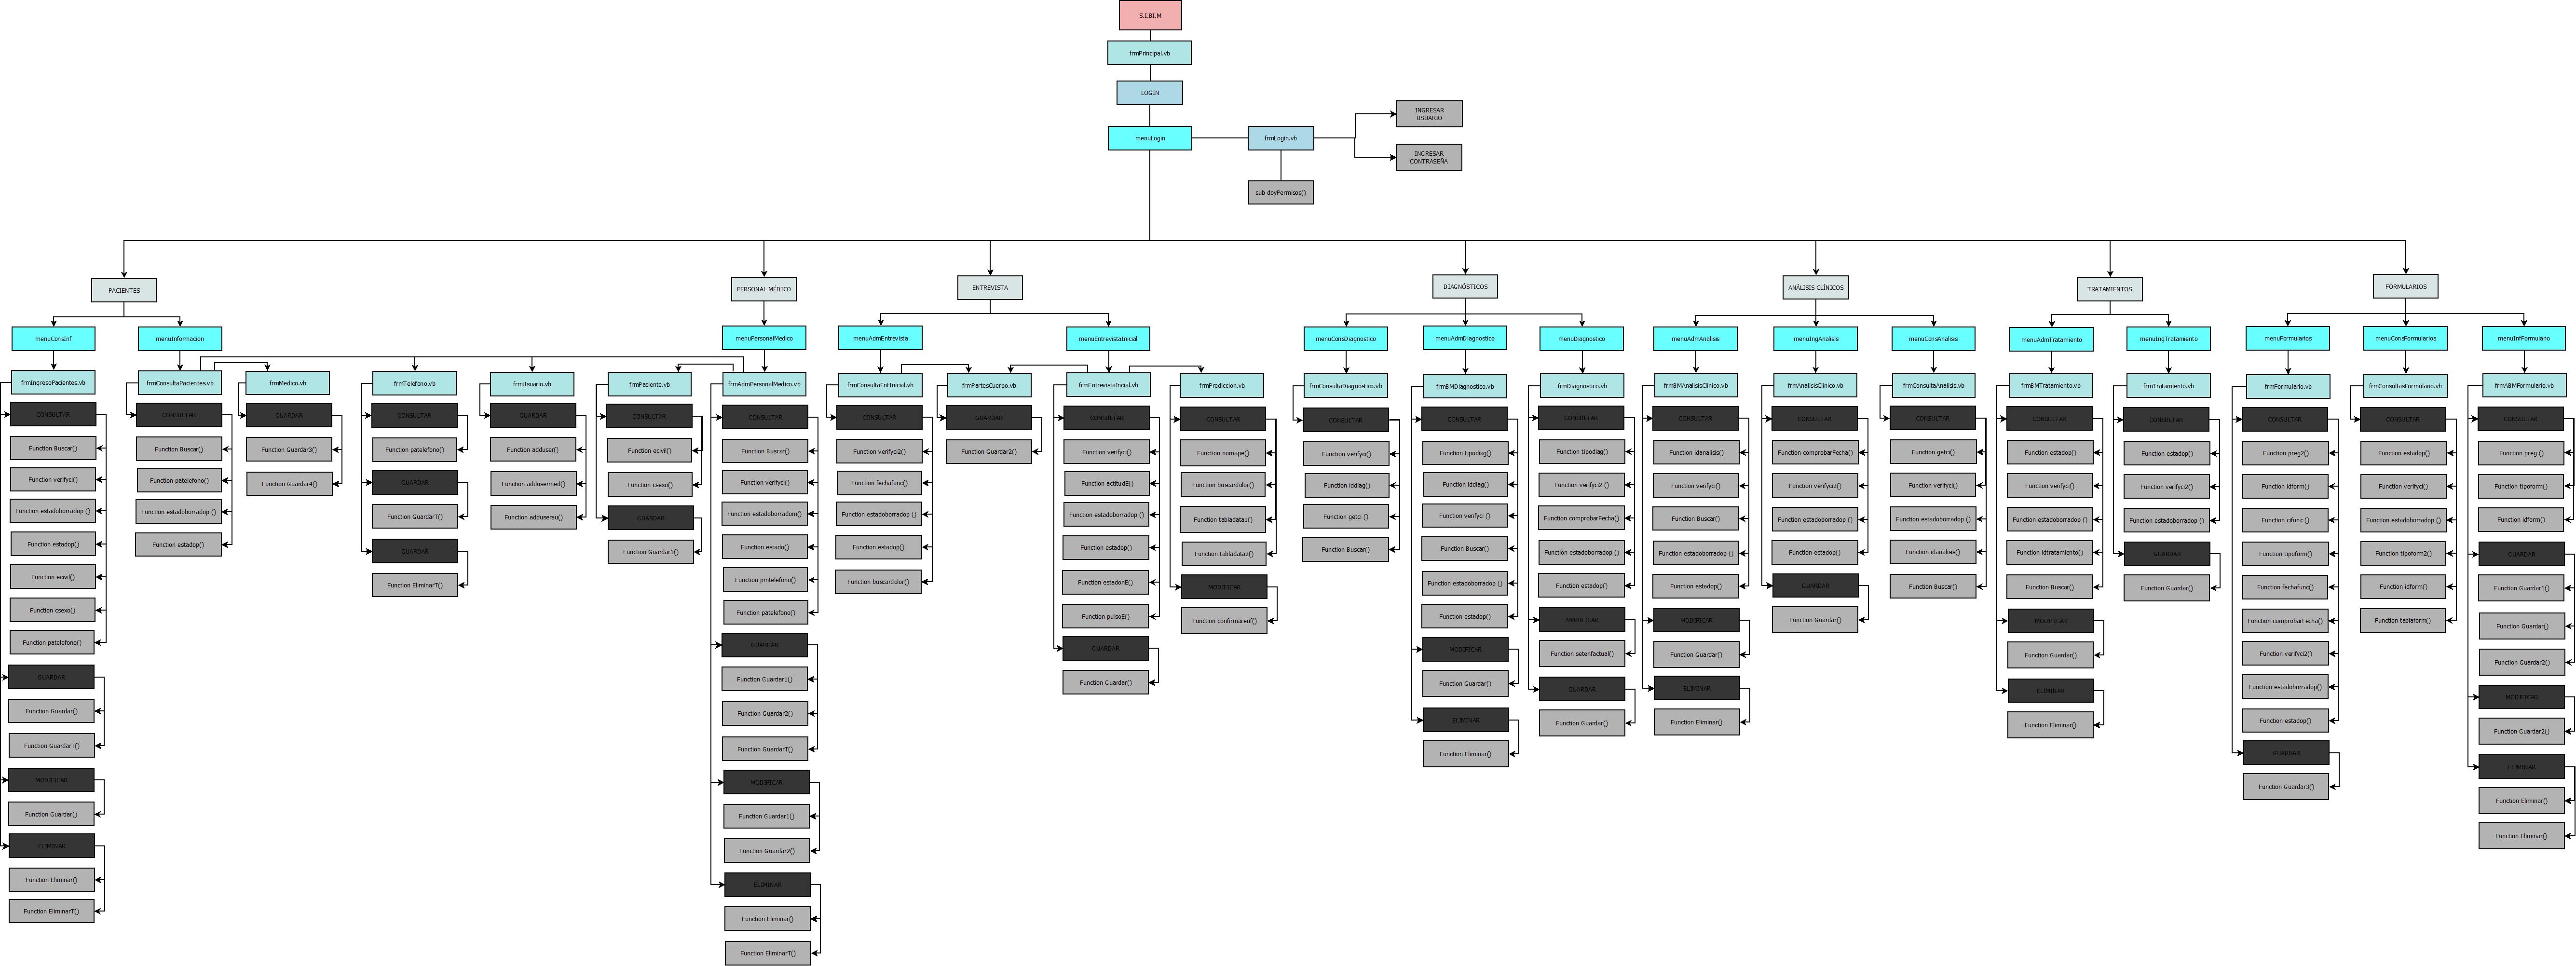 S.I.BI.M
frmPrincipal.vb
LOGIN
menuLogin
frmLogin.vb
INGRESAR
USUARIO
INGRESAR
CONTRASEÑA
sub doyPermisos()
PACIENTES
PERSONAL MÉDICO
ENTREVISTA
DIAGNÓSTICOS
ANÁLISIS CLÍNICOS
TRATAMIENTOS
FORMULARIOS
menuConsInf
menuInformacion
menuPersonalMedico
menuAdmEntrevista
menuEntrevistaInicial
menuConsDiagnostico
menuAdmDiagnostico
menuDiagnostico
menuAdmAnalisis
menuIngAnalisis
menuConsAnalisis
menuAdmTratamiento
menuIngTratamiento
menuFormularios
menuConsFormularios
menuInfFormulario
frmIngresoPacientes.vb
CONSULTAR
Function Buscar()
Function verifyci()
Function estadoborradop ()
Function estadop()
Function ecivil()
Function csexo()
Function patelefono()
GUARDAR
Function Guardar()
Function GuardarT()
MODIFICAR
Function Guardar()
ELIMINAR
Function Eliminar()
Function EliminarT()
frmConsultaPacientes.vb
CONSULTAR
Function Buscar()
Function patelefono()
Function estadoborradop ()
Function estadop()
frmMedico.vb
GUARDAR
Function Guardar3()
Function Guardar4()
frmTelefono.vb
CONSULTAR
Function patelefono()
GUARDAR
Function GuardarT()
GUARDAR
Function EliminarT()
frmUsuario.vb
GUARDAR
Function adduser()
Function addusermed()
Function adduserau()
frmPaciente.vb
CONSULTAR
Function ecivil()
Function csexo()
GUARDAR
Function Guardar1()
frmAdmPersonalMedico.vb
CONSULTAR
Function Buscar()
Function verifyci()
Function estadoborradom()
Function estado()
Function pmtelefono()
Function patelefono()
GUARDAR
Function Guardar1()
Function Guardar2()
Function GuardarT()
MODIFICAR
Function Guardar1()
Function Guardar2()
ELIMINAR
Function Eliminar()
Function EliminarT()
frmConsultaEntInicial.vb
CONSULTAR
Function verifyci2()
Function fechafunc()
Function estadoborradop ()
Function estadop()
Function buscardolor()
frmPartesCuerpo.vb
GUARDAR
Function Guardar2()
frmEntrevistaIncial.vb
CONSULTAR
Function verifyci()
Function actitudE()
Function estadoborradop ()
Function estadop()
Function estadonE()
Function pulsoE()
GUARDAR
Function Guardar()
frmPrediccion.vb
CONSULTAR
Function nomape()
Function buscardolor()
Function tabladata1()
Function tabladata2()
MODIFICAR
Function confirmarenf()
frmConsultaDiagnostico.vb
CONSULTAR
Function verifyci()
Function iddiag()
Function getci ()
Function Buscar()
frmBMDiagnostico.vb
CONSULTAR
Function tipodiag()
Function iddiag()
Function verifyci ()
Function Buscar()
Function estadoborradop ()
Function estadop()
MODIFICAR
Function Guardar()
ELIMINAR
Function Eliminar()
frmDiagnostico.vb
CONSULTAR
Function tipodiag()
Function verifyci2 ()
Function comprobarFecha()
Function estadoborradop ()
Function estadop()
MODIFICAR
Function setenfactual()
GUARDAR
Function Guardar()
frmBMAnalisisClinico.vb
CONSULTAR
Function idanalisis()
Function verifyci()
Function Buscar()
Function estadoborradop ()
Function estadop()
MODIFICAR
Function Guardar()
ELIMINAR
Function Eliminar()
frmAnalisisClinico.vb
CONSULTAR
Function comprobarFecha()
Function verifyci2()
Function estadoborradop ()
Function estadop()
GUARDAR
Function Guardar()
frmConsultaAnalisis.vb
CONSULTAR
Function getci()
Function verifyci()
Function estadoborradop ()
Function idanalisis()
Function Buscar()
frmBMTratamiento.vb
CONSULTAR
Function estadop()
Function verifyci()
Function estadoborradop ()
Function idtratamiento()
Function Buscar()
MODIFICAR
Function Guardar()
ELIMINAR
Function Eliminar()
frmTratamiento.vb
CONSULTAR
Function estadop()
Function verifyci2()
Function estadoborradop ()
GUARDAR
Function Guardar()
frmFormulario.vb
CONSULTAR
Function preg2()
Function idform()
Function cifunc ()
Function tipoform()
Function fechafunc()
Function comprobarFecha()
Function verifyci2()
Function estadoborradop()
Function estadop()
GUARDAR
Function Guardar3()
frmConsultasFormulario.vb
CONSULTAR
Function estadop()
Function verifyci()
Function estadoborradop ()
Function tipoform2()
Function idform()
Function tablaform()
frmABMFormulario.vb
CONSULTAR
Function preg ()
Function tipoform()
Function idform()
GUARDAR
Function Guardar1()
Function Guardar()
Function Guardar2()
MODIFICAR
Function Guardar2()
ELIMINAR
Function Eliminar()
Function Eliminar()